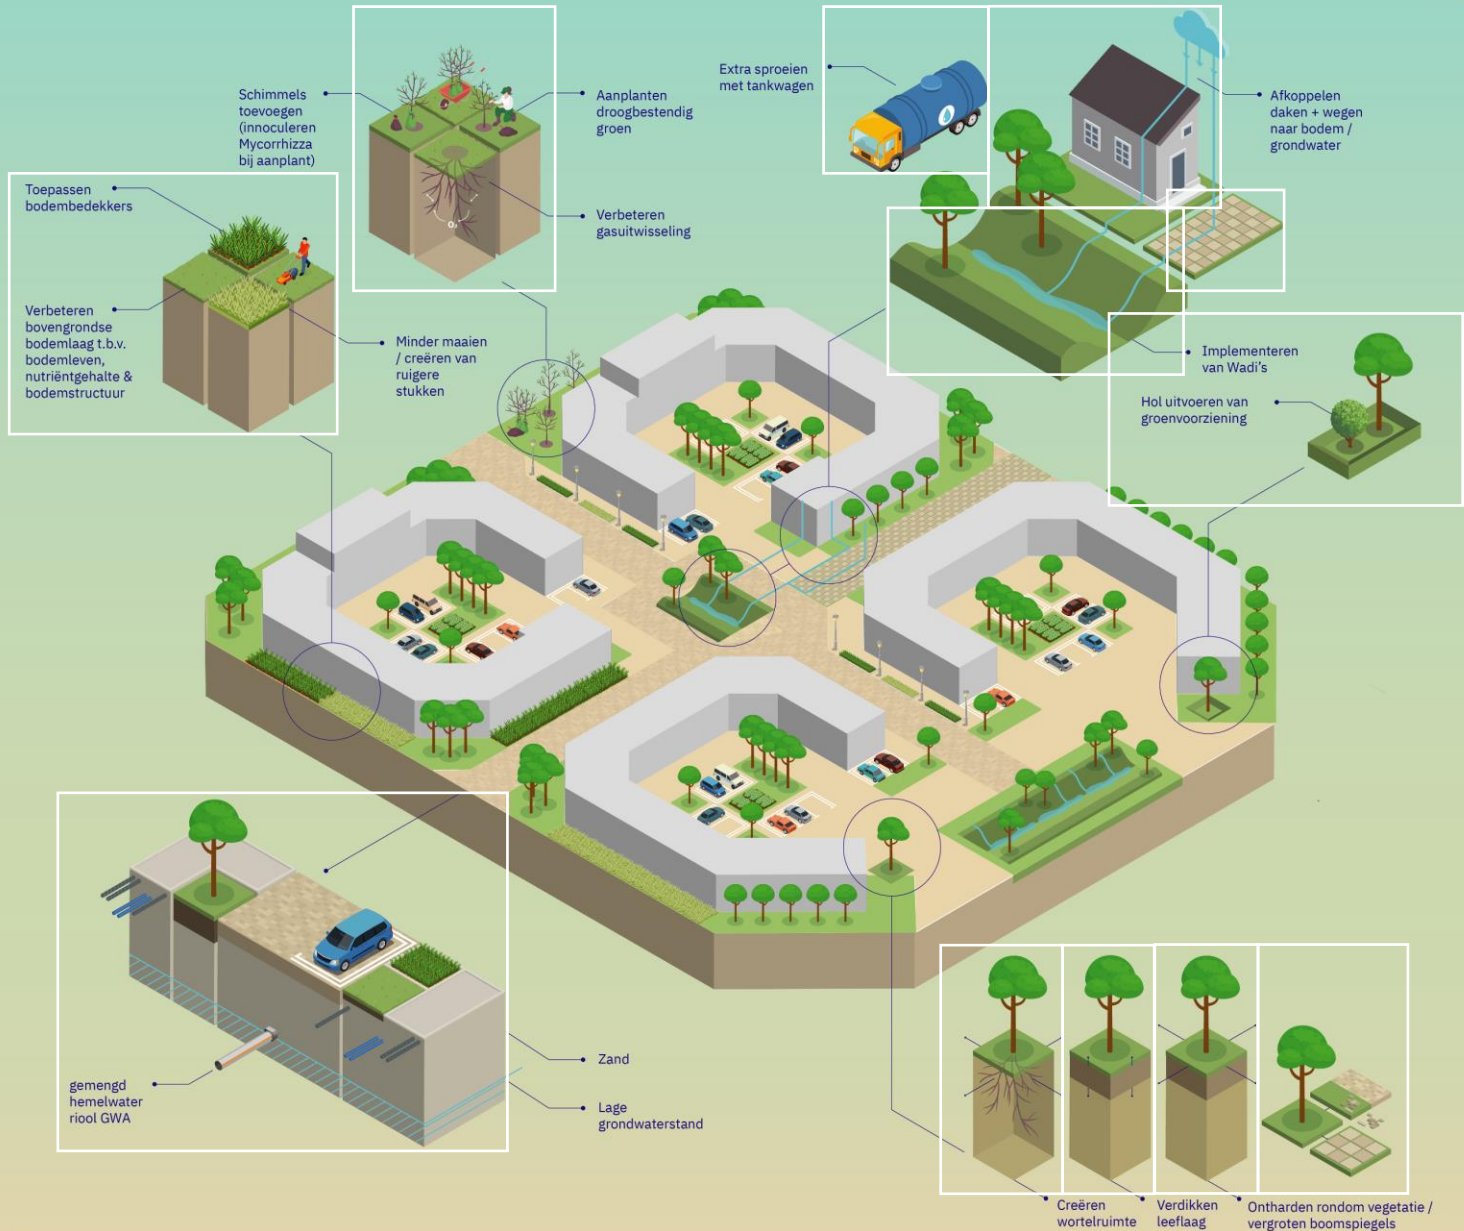 Schimmels
toevoegen
(innoculeren
Mycorrhizza
bij aanplant)
Aanplanten
droogbestendig
groen
Verbeteren
gasuitwisseling
O₂
Extra sproeien
met tankwagen
Afkoppelen
daken + wegen
naar bodem /
grondwater
Toepassen
bodembedekkers
Verbeteren
bovengrondse
bodemlaag t.b.v.
bodemleven,
nutriëntgehalte &
bodemstructuur
Minder maaien
/ creëren van
ruigere
stukken
Implementeren
van Wadi's
Hol uitvoeren van
groenvoorziening
gemengd
hemelwater
riool GWA
Zand
Lage
grondwaterstand
Creëren
wortelruimte
Verdikken
leeflaag
Ontharden rondom vegetatie /
vergroten boomspiegels